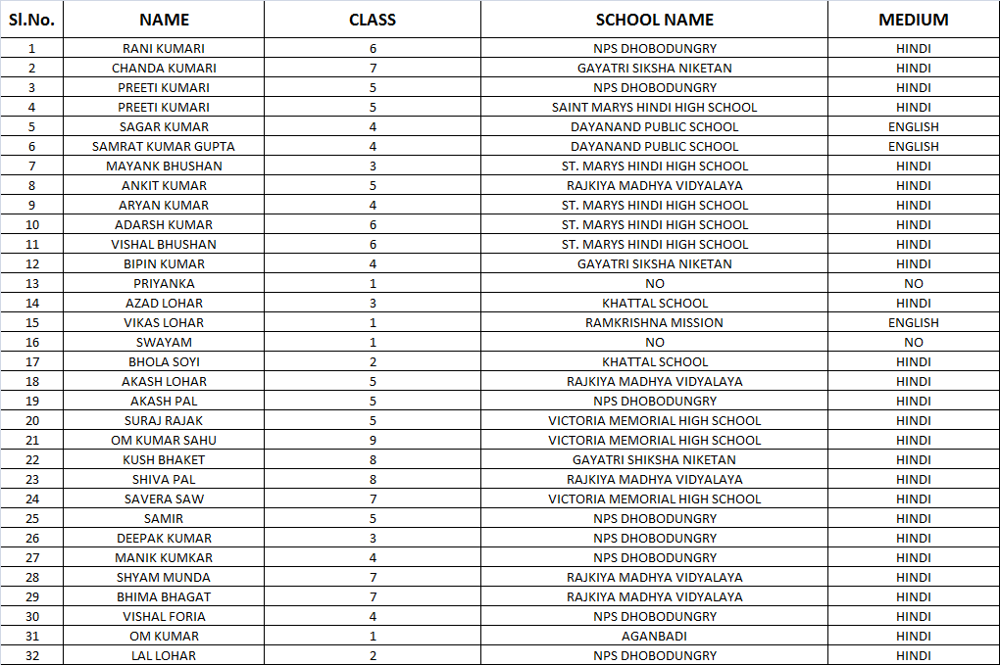 Sl.No. NAME CLASS SCHOOL NAME MEDIUM
1 RANI KUMARI 6 NPS DHOBODUNGRY HINDI
2 CHANDA KUMARI 7 GAYATRI SIKSHA NIKETAN HINDI
3 PREETI KUMARI 5 NPS DHOBODUNGRY HINDI
4 PREETI KUMARI 5 SAINT MARYS HINDI HIGH SCHOOL HINDI
5 SAGAR KUMAR 4 DAYANAND PUBLIC SCHOOL ENGLISH
6 SAMRAT KUMAR GUPTA 4 DAYANAND PUBLIC SCHOOL ENGLISH
7 MAYANK BHUSHAN 3 ST. MARYS HINDI HIGH SCHOOL HINDI
8 ANKIT KUMAR 5 RAJKIYA MADHYA VIDYALAYA HINDI
9 ARYAN KUMAR 4 ST. MARYS HINDI HIGH SCHOOL HINDI
10 ADARSH KUMAR 6 ST. MARYS HINDI HIGH SCHOOL HINDI
11 VISHAL BHUSHAN 6 ST. MARYS HINDI HIGH SCHOOL HINDI
12 BIPIN KUMAR 4 GAYATRI SIKSHA NIKETAN HINDI
13 PRIYANKA 1 NO NO
14 AZAD LOHAR 3 KHATTAL SCHOOL HINDI
15 VIKAS LOHAR 1 RAMKRISHNA MISSION ENGLISH
16 SWAYAM 1 NO NO
17 BHOLA SOYI 2 KHATTAL SCHOOL HINDI
18 AKASH LOHAR 5 RAJKIYA MADHYA VIDYALAYA HINDI
19 AKASH PAL 5 NPS DHOBODUNGRY HINDI
20 SURAJ RAJAK 5 VICTORIA MEMORIAL HIGH SCHOOL HINDI
21 OM KUMAR SAHU 9 VICTORIA MEMORIAL HIGH SCHOOL HINDI
22 KUSH BHAKET 8 GAYATRI SHIKSHA NIKETAN HINDI
23 SHIVA PAL 8 RAJKIYA MADHYA VIDYALAYA HINDI
24 SAVERA SAW 7 VICTORIA MEMORIAL HIGH SCHOOL HINDI
25 SAMIR 5 NPS DHOBODUNGRY HINDI
26 DEEPAK KUMAR 3 NPS DHOBODUNGRY HINDI
27 MANIK KUMKAR 4 NPS DHOBODUNGRY HINDI
28 SHYAM MUNDA 7 RAJKIYA MADHYA VIDYALAYA HINDI
29 BHIMA BHAGAT 7 RAJKIYA MADHYA VIDYALAYA HINDI
30 VISHAL FORIA 4 NPS DHOBODUNGRY HINDI
31 OM KUMAR 1 AGANBADI HINDI
32 LAL LOHAR 2 NPS DHOBODUNGRY HINDI